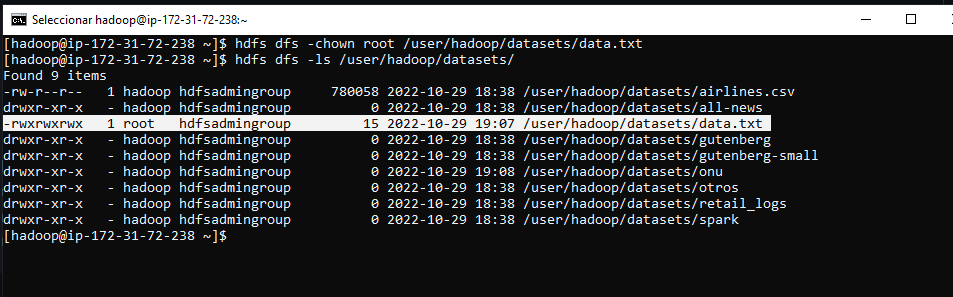 Seleccionar hadoop@ip-172-31-72-238:~
[hadoop@ip-172-31-72-238 ~]$ hdfs dfs -chown root /user/hadoop/datasets/data.txt
[hadoop@ip-172-31-72-238 ~]$ hdfs dfs -ls /user/hadoop/datasets/
Found 9 items
-rw-r--r--   1 hadoop hdfsadmingroup     780058 2022-10-29 18:38 /user/hadoop/datasets/airlines.csv
drwxr-xr-x   - hadoop hdfsadmingroup          0 2022-10-29 18:38 /user/hadoop/datasets/all-news
-rwxrwxrwx   1 root   hdfsadmingroup         15 2022-10-29 19:07 /user/hadoop/datasets/data.txt
drwxr-xr-x   - hadoop hdfsadmingroup          0 2022-10-29 18:38 /user/hadoop/datasets/gutenberg
drwxr-xr-x   - hadoop hdfsadmingroup          0 2022-10-29 18:38 /user/hadoop/datasets/gutenberg-small
drwxr-xr-x   - hadoop hdfsadmingroup          0 2022-10-29 19:08 /user/hadoop/datasets/onu
drwxr-xr-x   - hadoop hdfsadmingroup          0 2022-10-29 18:38 /user/hadoop/datasets/otros
drwxr-xr-x   - hadoop hdfsadmingroup          0 2022-10-29 18:38 /user/hadoop/datasets/retail_logs
drwxr-xr-x   - hadoop hdfsadmingroup          0 2022-10-29 18:38 /user/hadoop/datasets/spark
[hadoop@ip-172-31-72-238 ~]$